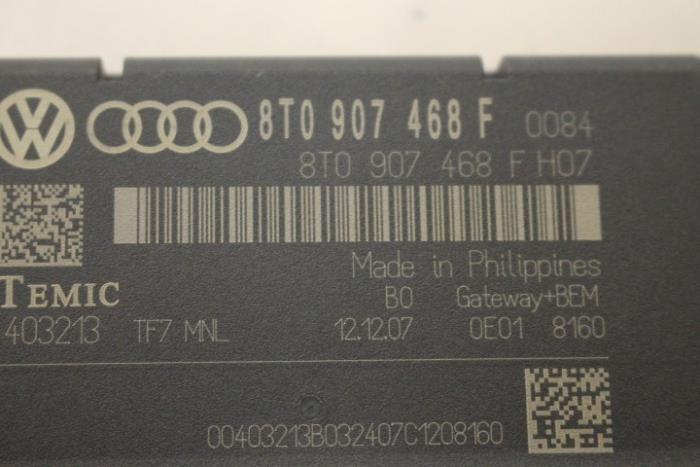 8T0 907 468 F 0084
8T0 907 468 F H07
Made in Philippines
TEMIC B0 Gateway+BEM
403213 TF7 MNL 12.12.07 0E01 8160
00403213B032407C1208160